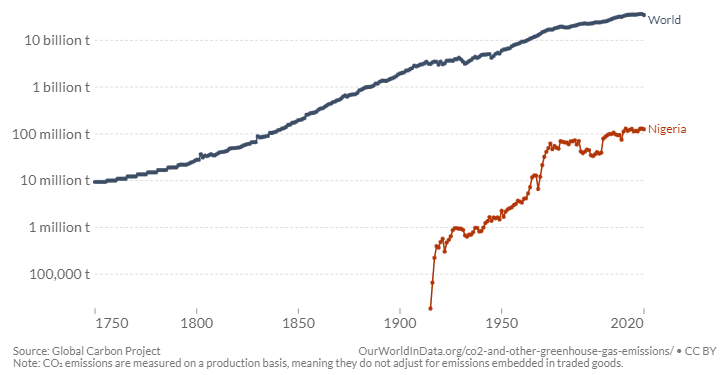 World
10 billion t
1 billion t
100 million t
Nigeria
10 million t
1 million t
100,000 t
1750 1800 1850 1900 1950 2020
Source: Global Carbon Project OurWorldInData.org/co2-and-other-greenhouse-gas-emissions/ • CC BY
Note: CO₂ emissions are measured on a production basis, meaning they do not adjust for emissions embedded in traded goods.